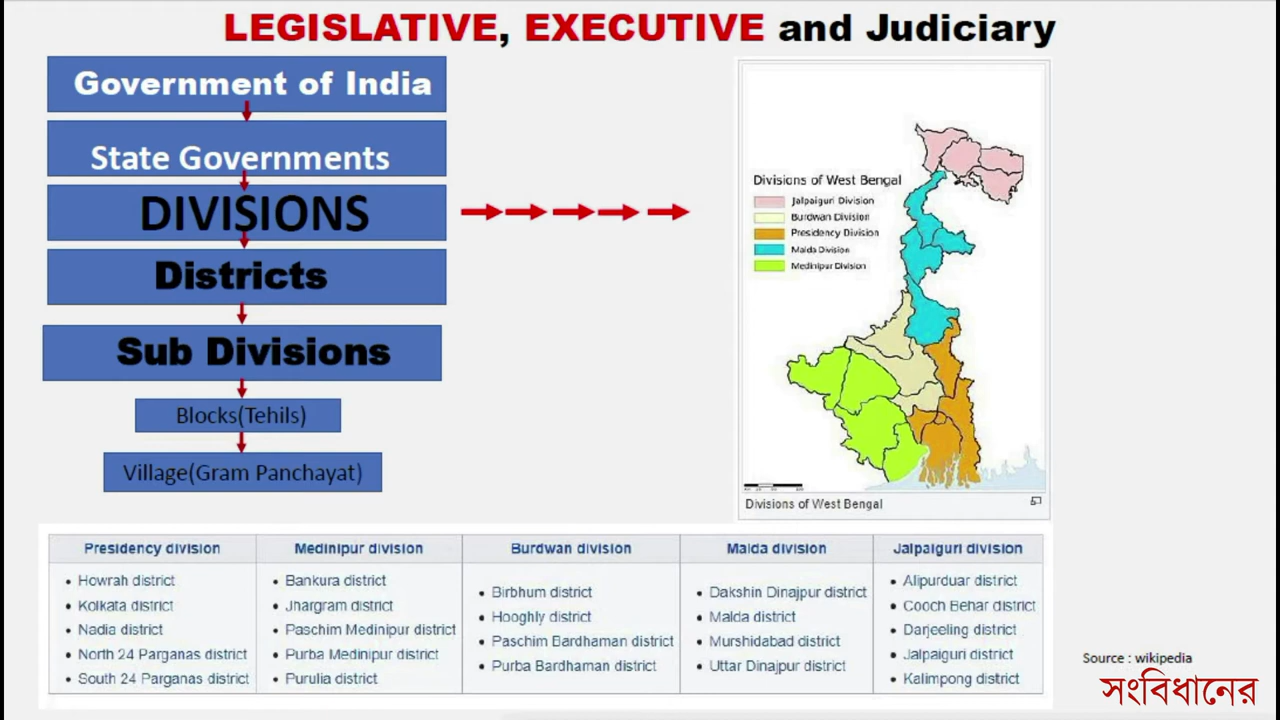 LEGISLATIVE, EXECUTIVE and Judiciary
Government of India
State Governments
DIVISIONS
Districts
Sub Divisions
Blocks(Tehils)
Village(Gram Panchayat)
Divisions of West Bengal
Jalpaiguri Division
Burdwan Division
Presidency Division
Malda Division
Medinipur Division
Divisions of West Bengal
Presidency division
Howrah district
Kolkata district
Nadia district
North 24 Parganas district
South 24 Parganas district
Medinipur division
Bankura district
Jhargram district
Paschim Medinipur district
Purba Medinipur district
Purulia district
Burdwan division
Birbhum district
Hooghly district
Paschim Bardhaman district
Purba Bardhaman district
Malda division
Dakshin Dinajpur district
Malda district
Murshidabad district
Uttar Dinajpur district
Jalpaiguri division
Alipurduar district
Cooch Behar district
Darjeeling district
Jalpaiguri district
Kalimpong district
Source : wikipedia
সংবিধানের